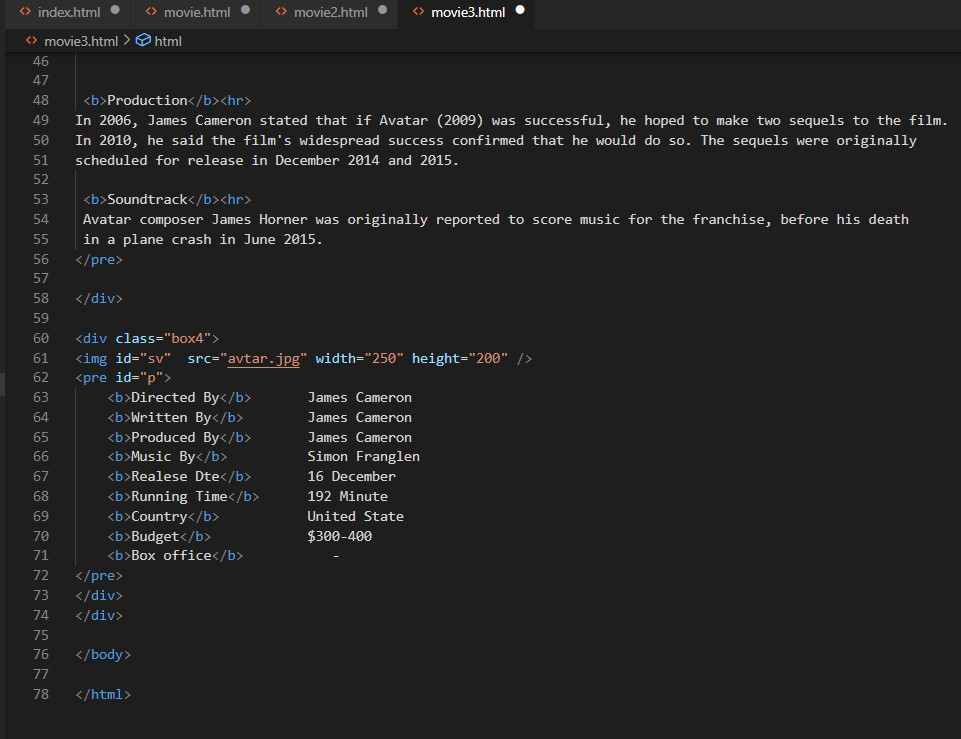 index.html movie.html movie2.html movie3.html
movie3.html > html
46
47
48 <b>Production</b><hr>
49 In 2006, James Cameron stated that if Avatar (2009) was successful, he hoped to make two sequels to the film.
50 In 2010, he said the film's widespread success confirmed that he would do so. The sequels were originally
51 scheduled for release in December 2014 and 2015.
52
53 <b>Soundtrack</b><hr>
54 Avatar composer James Horner was originally reported to score music for the franchise, before his death
55 in a plane crash in June 2015.
56 </pre>
57
58 </div>
59
60 <div class="box4">
61 <img id="sv"  src="avtar.jpg" width="250" height="200" />
62 <pre id="p">
63 <b>Directed By</b>       James Cameron
64 <b>Written By</b>        James Cameron
65 <b>Produced By</b>       James Cameron
66 <b>Music By</b>          Simon Franglen
67 <b>Realese Dte</b>       16 December
68 <b>Running Time</b>      192 Minute
69 <b>Country</b>           United State
70 <b>Budget</b>            $300-400
71 <b>Box office</b>           -
72 </pre>
73 </div>
74 </div>
75
76 </body>
77
78 </html>